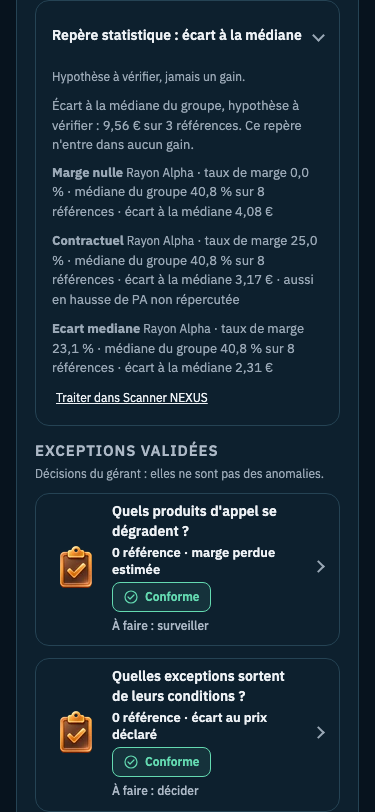 Repère statistique : écart à la médiane
Hypothèse à vérifier, jamais un gain.
Écart à la médiane du groupe, hypothèse à
vérifier : 9,56 € sur 3 références. Ce repère
n'entre dans aucun gain.
Marge nulle Rayon Alpha · taux de marge 0,0
% · médiane du groupe 40,8 % sur 8
références · écart à la médiane 4,08 €
Contractuel Rayon Alpha · taux de marge 25,0
% · médiane du groupe 40,8 % sur 8
références · écart à la médiane 3,17 € · aussi
en hausse de PA non répercutée
Ecart mediane Rayon Alpha · taux de marge
23,1 % · médiane du groupe 40,8 % sur 8
références · écart à la médiane 2,31 €
Traiter dans Scanner NEXUS
EXCEPTIONS VALIDÉES
Décisions du gérant : elles ne sont pas des anomalies.
Quels produits d'appel se
dégradent ?
0 référence · marge perdue
estimée
Conforme
À faire : surveiller
Quelles exceptions sortent
de leurs conditions ?
0 référence · écart au prix
déclaré
Conforme
À faire : décider